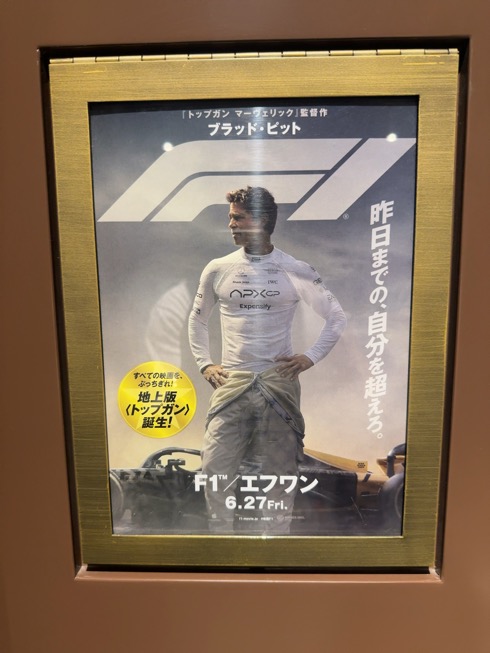 『トップガン マーヴェリック』監督作
ブラッド・ピット
F1
昨日までの、自分を超えろ。
APXGP
Expensify
すべての映画を、
ぶっちぎれ!
地上版
〈トップガン〉
誕生!
F1™/エフワン
6.27Fri.